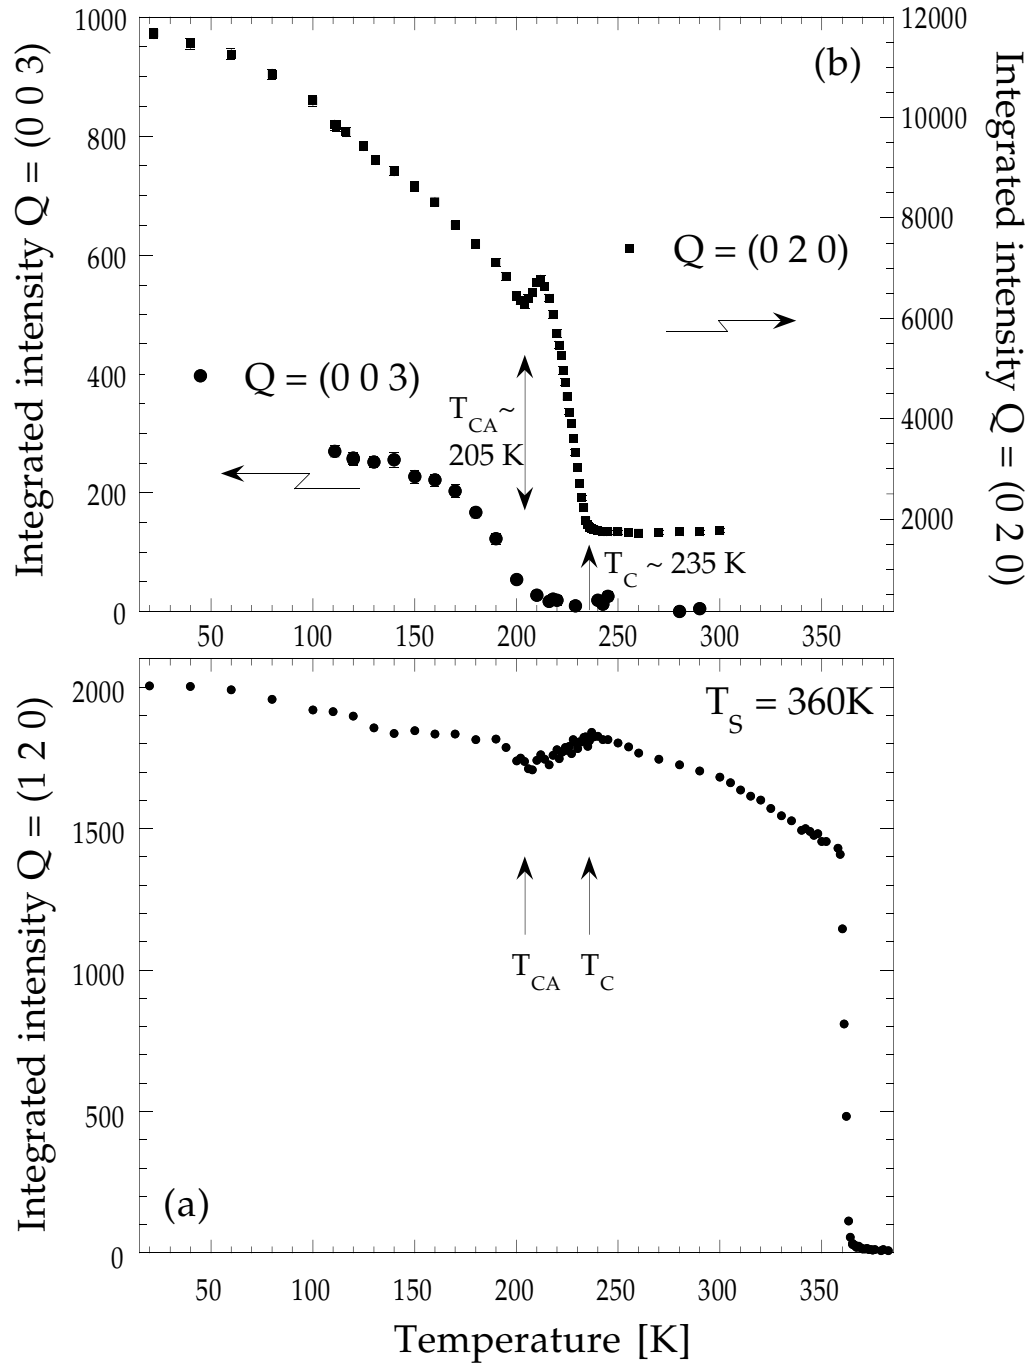 Integrated intensity Q = (0 0 3)
1000
800
600
400
200
0
(b)
12000
10000
8000
6000
4000
2000
Integrated intensity Q = (0 2 0)
Q = (0 2 0)
Q = (0 0 3)
T_CA ~
205 K
T_C ~ 235 K
50 100 150 200 250 300 350
Integrated intensity Q = (1 2 0)
2000
1500
1000
500
0
T_S = 360K
T_CA T_C
(a)
50 100 150 200 250 300 350
Temperature [K]